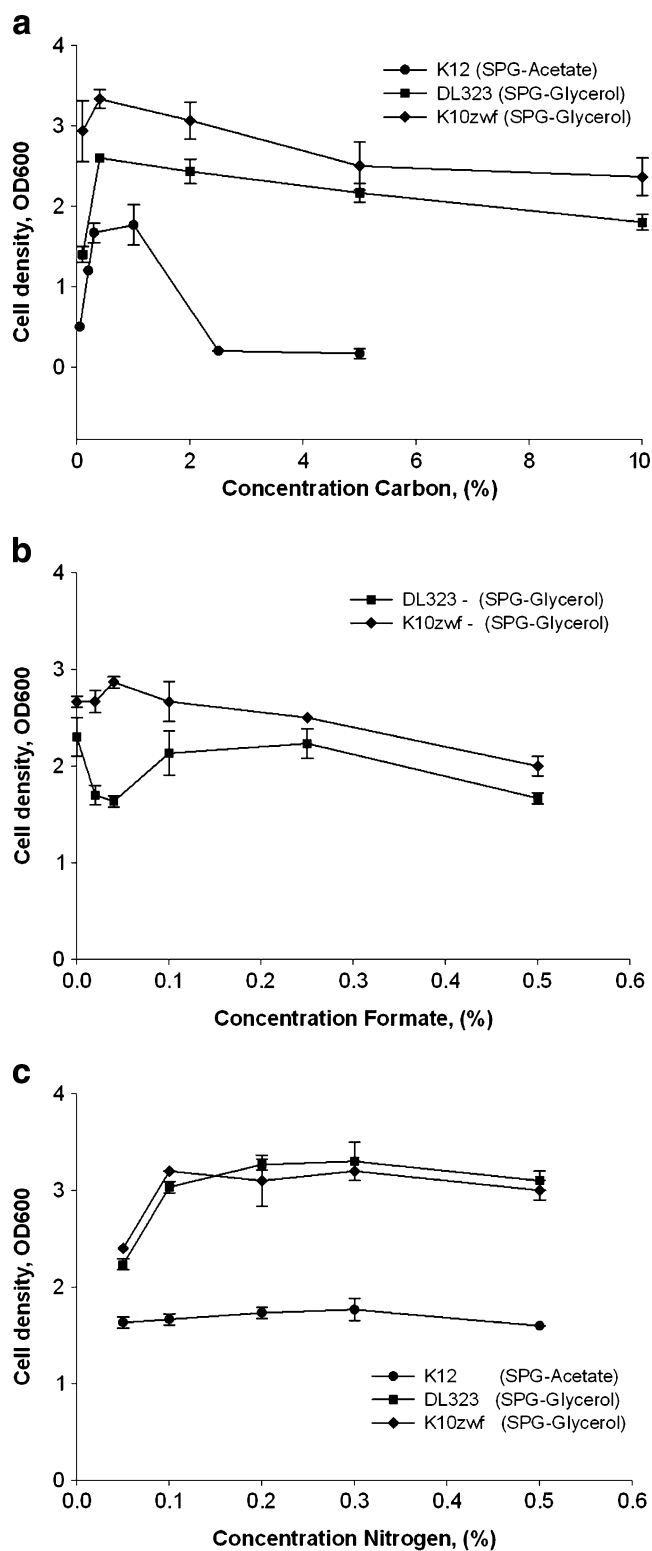 a
4
3
2
1
0
Cell density, OD600
K12 (SPG-Acetate)
DL323 (SPG-Glycerol)
K10zwf (SPG-Glycerol)
0 2 4 6 8 10
Concentration Carbon, (%)
b
4
3
2
1
0
Cell density, OD600
DL323 - (SPG-Glycerol)
K10zwf - (SPG-Glycerol)
0.0 0.1 0.2 0.3 0.4 0.5 0.6
Concentration Formate, (%)
c
4
3
2
1
0
Cell density, OD600
K12 (SPG-Acetate)
DL323 (SPG-Glycerol)
K10zwf (SPG-Glycerol)
0.0 0.1 0.2 0.3 0.4 0.5 0.6
Concentration Nitrogen, (%)